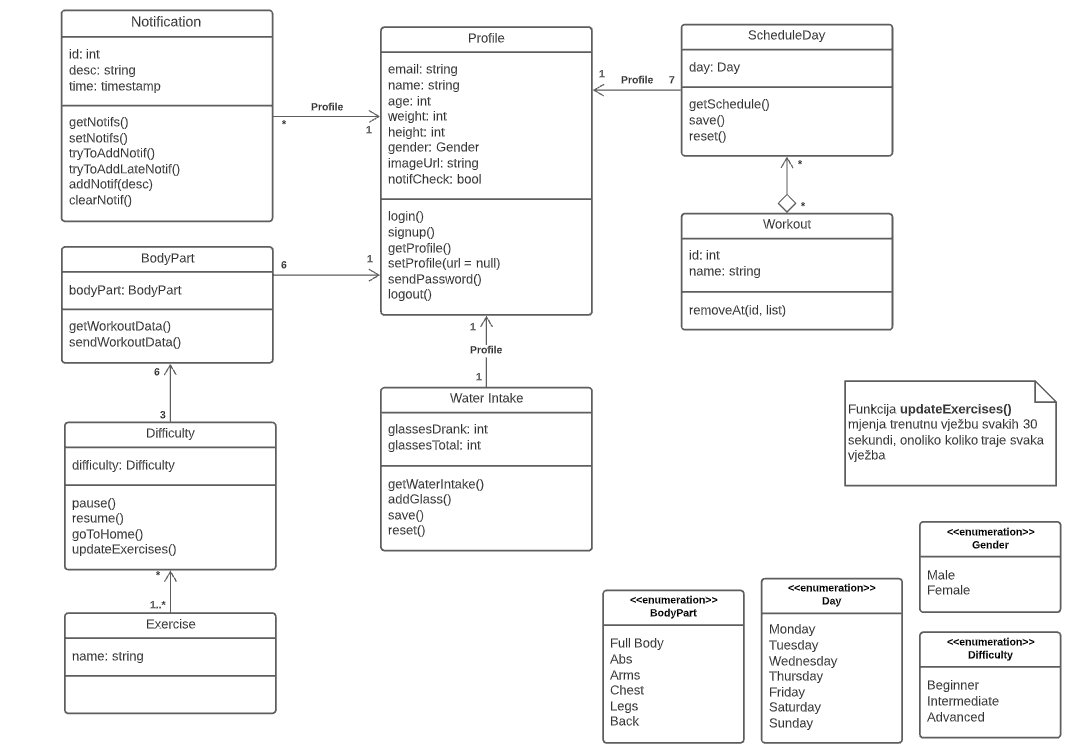 Notification
id: int
desc: string
time: timestamp
getNotifs()
setNotifs()
tryToAddNotif()
tryToAddLateNotif()
addNotif(desc)
clearNotif()
Profile
*
1
Profile
email: string
name: string
age: int
weight: int
height: int
gender: Gender
imageUrl: string
notifCheck: bool
login()
signup()
getProfile()
setProfile(url = null)
sendPassword()
logout()
1
Profile
7
ScheduleDay
day: Day
getSchedule()
save()
reset()
*
*
Workout
id: int
name: string
removeAt(id, list)
BodyPart
bodyPart: BodyPart
getWorkoutData()
sendWorkoutData()
6
1
6
3
Difficulty
difficulty: Difficulty
pause()
resume()
goToHome()
updateExercises()
*
1..*
Exercise
name: string
1
Profile
1
Water Intake
glassesDrank: int
glassesTotal: int
getWaterIntake()
addGlass()
save()
reset()
Funkcija updateExercises()
mjenja trenutnu vježbu svakih 30
sekundi, onoliko koliko traje svaka
vježba
<<enumeration>>
BodyPart
Full Body
Abs
Arms
Chest
Legs
Back
<<enumeration>>
Day
Monday
Tuesday
Wednesday
Thursday
Friday
Saturday
Sunday
<<enumeration>>
Gender
Male
Female
<<enumeration>>
Difficulty
Beginner
Intermediate
Advanced